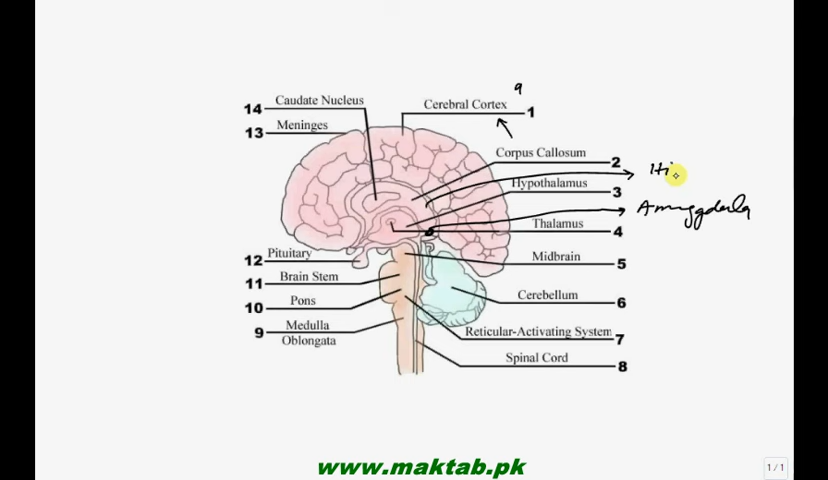 9
14 Caudate Nucleus
Cerebral Cortex 1
13 Meninges
Corpus Callosum 2
Hi
Hypothalamus 3
Amygdala
Thalamus 4
12 Pituitary
Midbrain 5
11 Brain Stem
10 Pons
Cerebellum 6
9 Medulla
Oblongata
Reticular-Activating System 7
Spinal Cord 8
www.maktab.pk
1/1